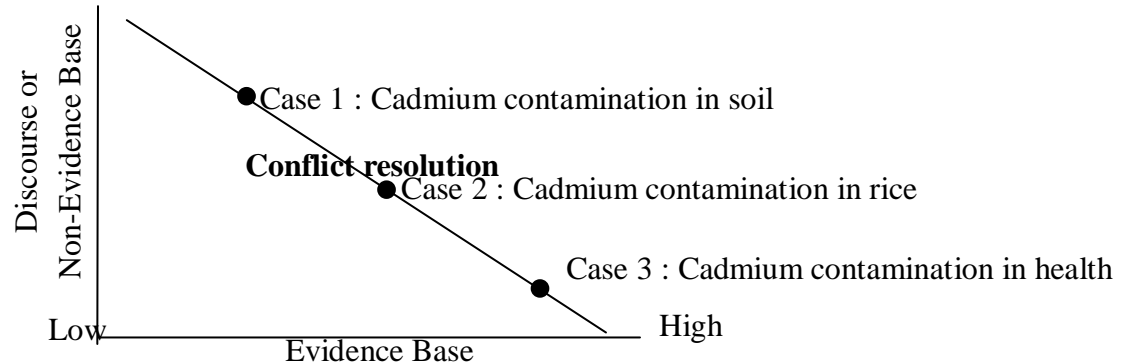 Discourse or
Non-Evidence Base
Case 1 : Cadmium contamination in soil
Conflict resolution
Case 2 : Cadmium contamination in rice
Case 3 : Cadmium contamination in health
Low
High
Evidence Base